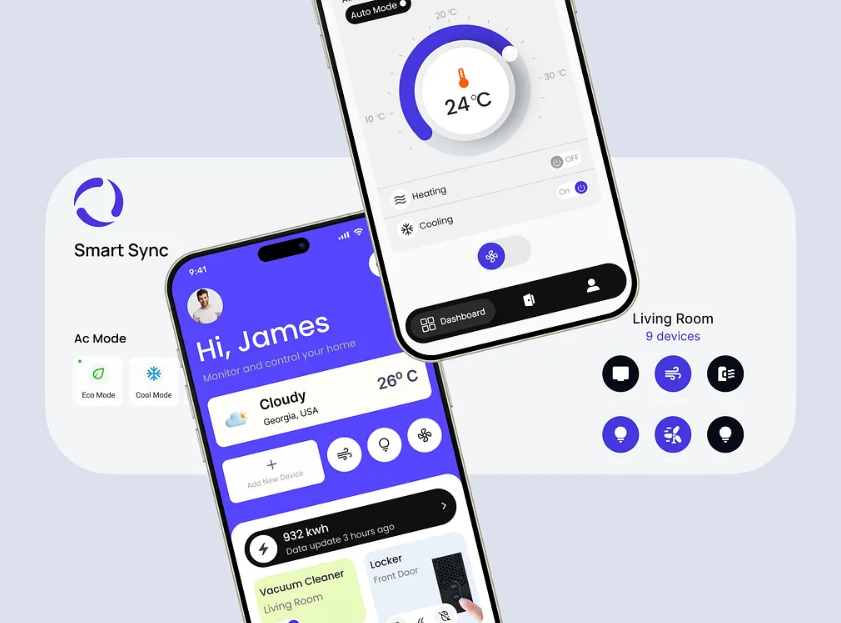 Auto Mode
20 °C
10 °C
30 °C
24°C
Heating
OFF
Cooling
On
Dashboard
Smart Sync
Ac Mode
Eco Mode
Cool Mode
9:41
Hi, James
Monitor and control your home
Cloudy
Georgia, USA
26° C
Add New Device
932 kwh
Data update 3 hours ago
Vacuum Cleaner
Living Room
Locker
Front Door
Living Room
9 devices